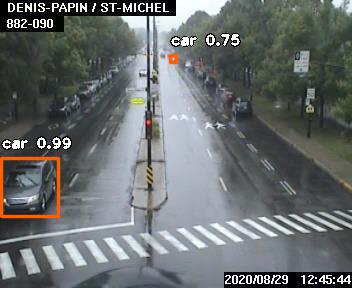 DENIS-PAPIN / ST-MICHEL
882-090
car 0.75
car 0.99
2020/08/29 12:45:44